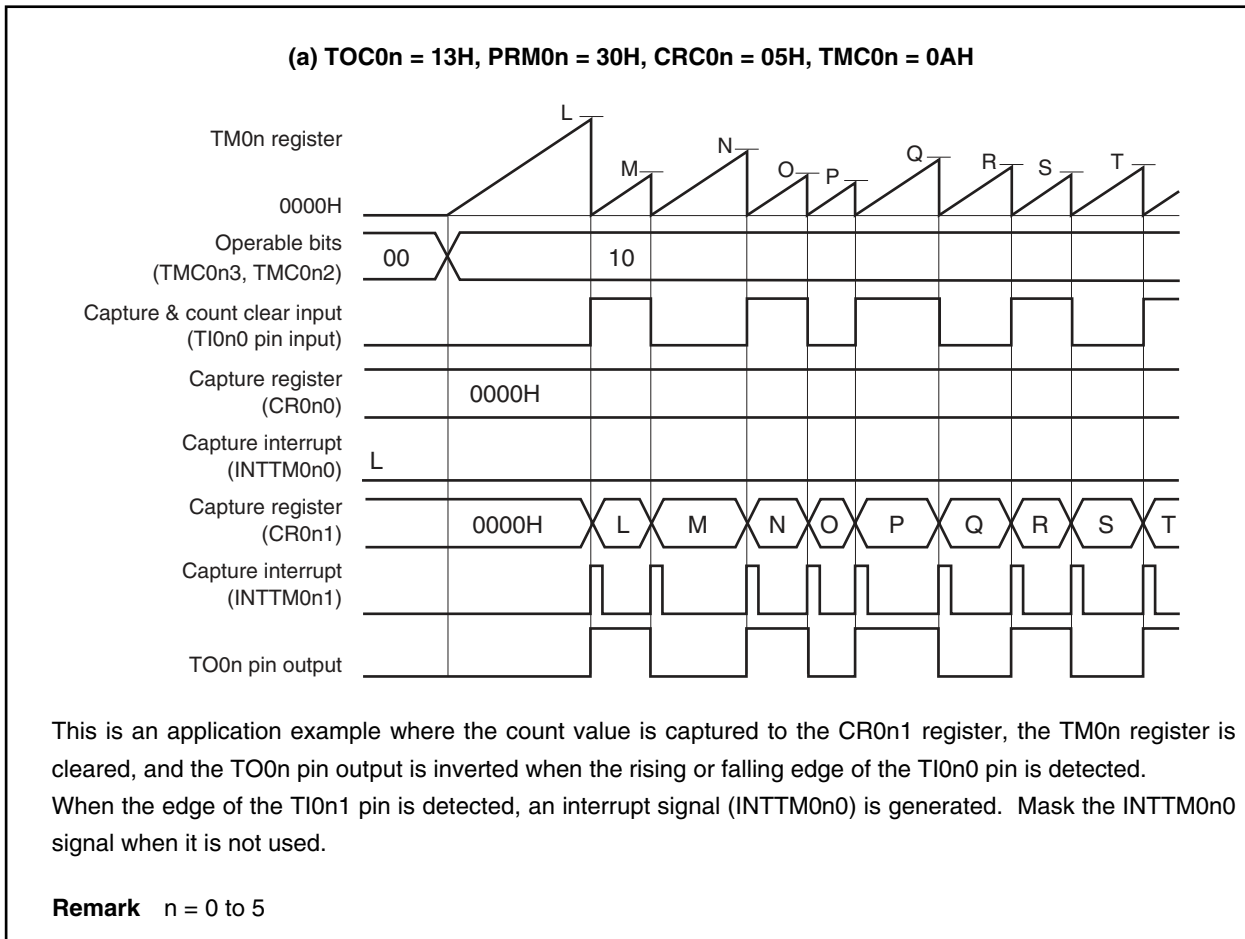 (a) TOC0n = 13H, PRM0n = 30H, CRC0n = 05H, TMC0n = 0AH
TM0n register
L
M
N
O
P
Q
R
S
T
0000H
Operable bits
(TMC0n3, TMC0n2)
00
10
Capture & count clear input
(TI0n0 pin input)
Capture register
(CR0n0)
0000H
Capture interrupt
(INTTM0n0)
L
Capture register
(CR0n1)
0000H
L
M
N
O
P
Q
R
S
T
Capture interrupt
(INTTM0n1)
TO0n pin output
This is an application example where the count value is captured to the CR0n1 register, the TM0n register is
cleared, and the TO0n pin output is inverted when the rising or falling edge of the TI0n0 pin is detected.
When the edge of the TI0n1 pin is detected, an interrupt signal (INTTM0n0) is generated. Mask the INTTM0n0
signal when it is not used.
Remark n = 0 to 5